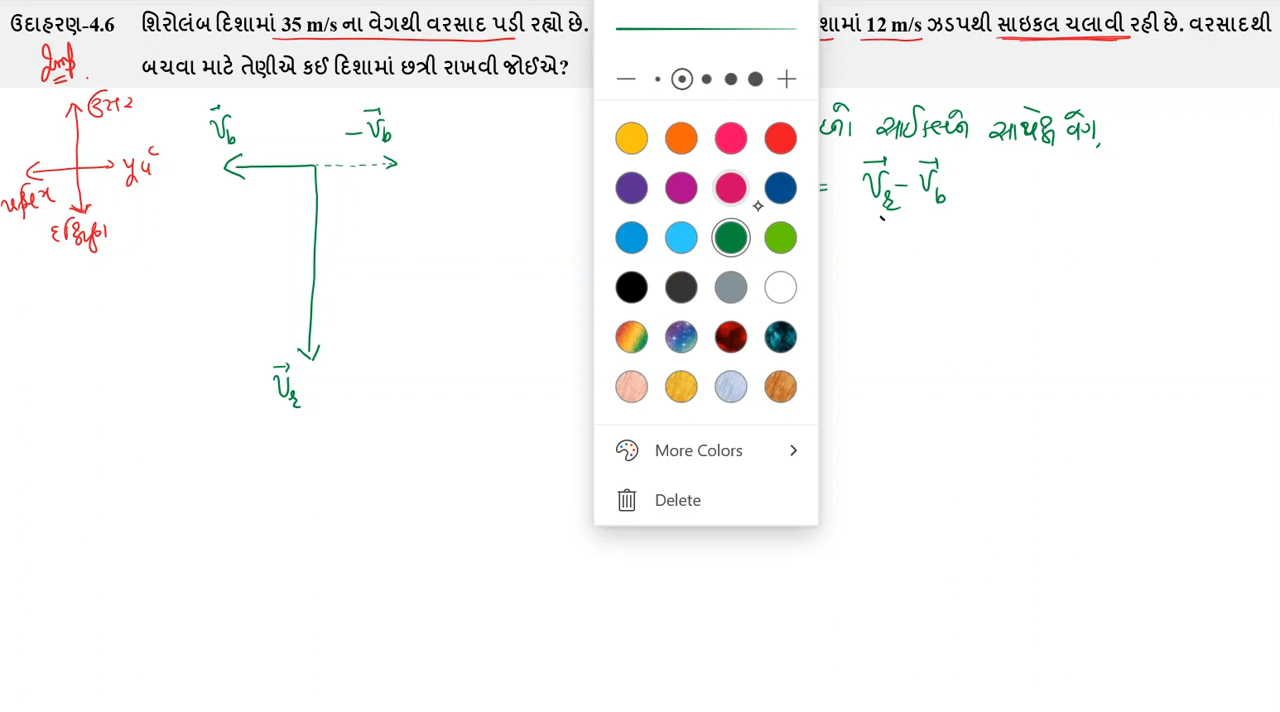 ઉદાહરણ-4.6 શિરોલંબ દિશામાં 35 m/s ના વેગથી વરસાદ પડી રહ્યો છે. શામાં 12 m/s ઝડપથી સાઇકલ ચલાવી રહી છે. વરસાદથી
બચવા માટે તેણીએ કઈ દિશામાં છત્રી રાખવી જોઈએ?
Imp.
ઉત્તર
પૂર્વ
પશ્ચિમ
દક્ષિણ
V⃗b
-V⃗b
V⃗r
સાઈકલને સાપેક્ષે વેગ,
= V⃗r - V⃗b
More Colors
Delete